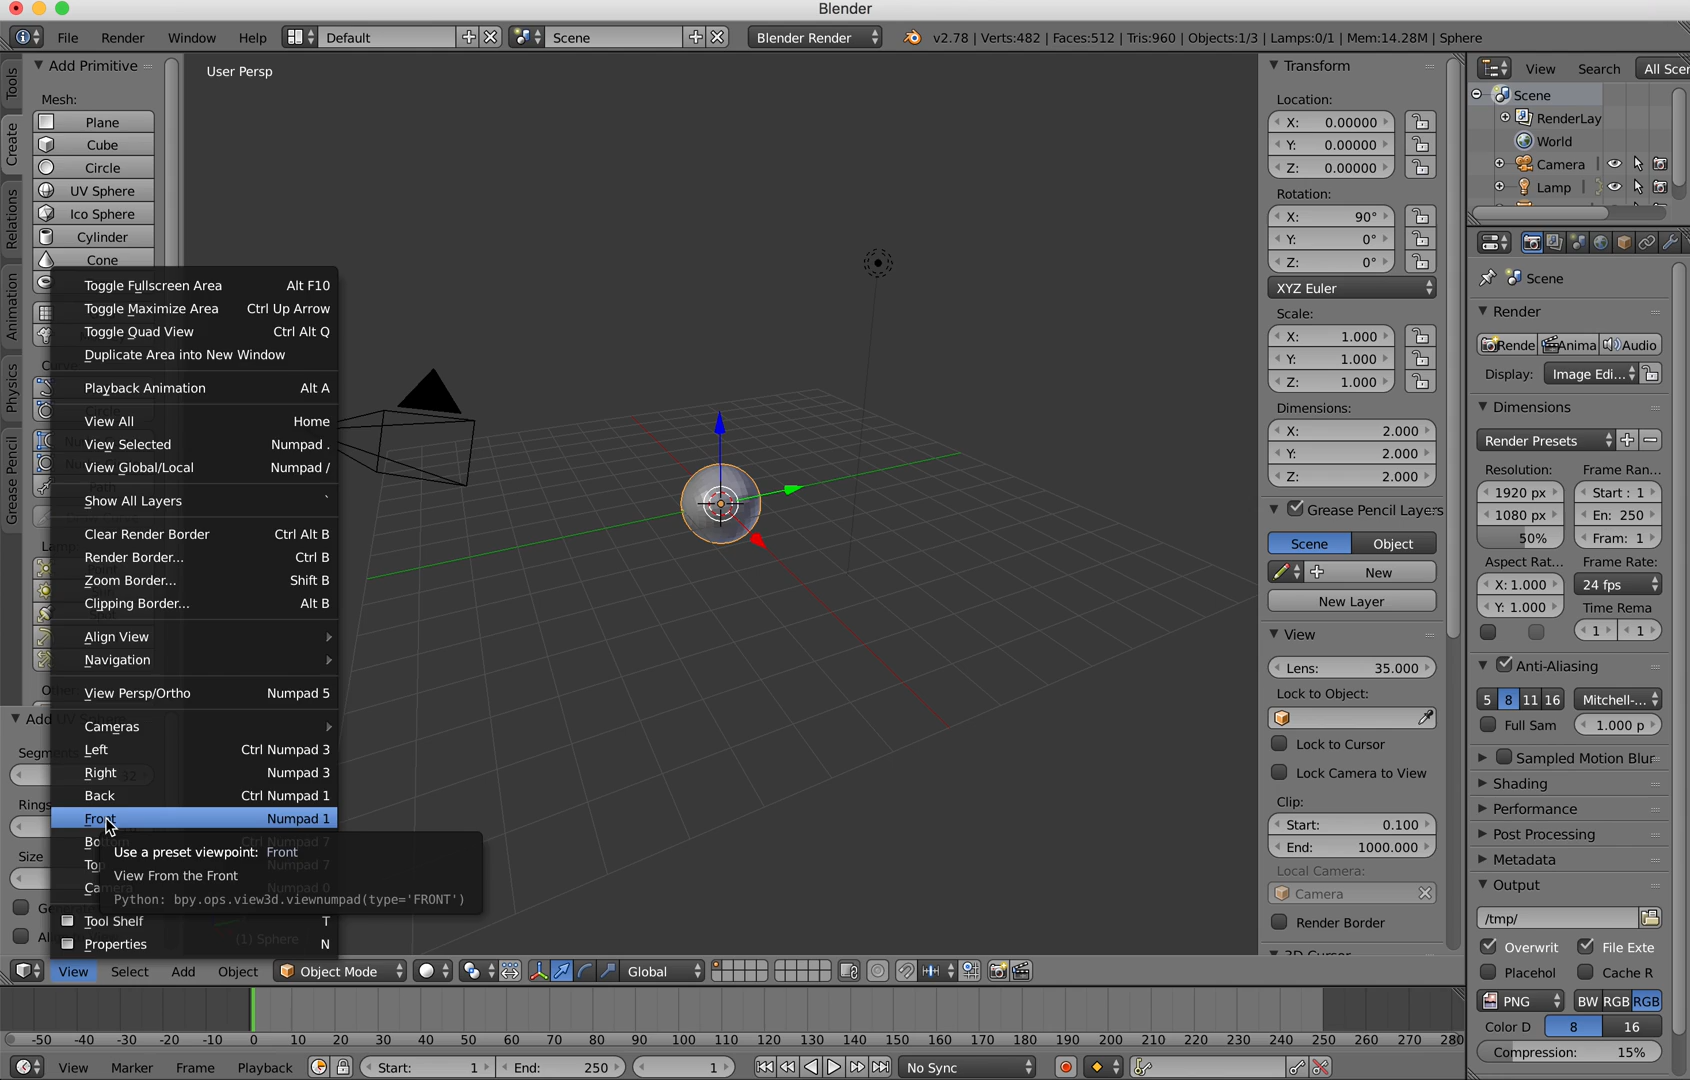 Blender
File Render Window Help Default Scene Blender Render v2.78 | Verts:482 | Faces:512 | Tris:960 | Objects:1/3 | Lamps:0/1 | Mem:14.28M | Sphere
Tools
Create
Relations
Animation
Physics
Grease Pencil
Add Primitive
Mesh:
Plane
Cube
Circle
UV Sphere
Ico Sphere
Cylinder
Cone
User Persp
Toggle Fullscreen Area Alt F10
Toggle Maximize Area Ctrl Up Arrow
Toggle Quad View Ctrl Alt Q
Duplicate Area into New Window
Playback Animation Alt A
View All Home
View Selected Numpad .
View Global/Local Numpad /
Show All Layers `
Clear Render Border Ctrl Alt B
Render Border... Ctrl B
Zoom Border... Shift B
Clipping Border... Alt B
Align View
Navigation
View Persp/Ortho Numpad 5
Cameras
Left Ctrl Numpad 3
Right Numpad 3
Back Ctrl Numpad 1
Front Numpad 1
Bottom Ctrl Numpad 7
Top Numpad 7
Camera Numpad 0
Tool Shelf T
Properties N
Use a preset viewpoint: Front
View From the Front
Python: bpy.ops.view3d.viewnumpad(type='FRONT')
Add UV Sphere
Segments
32
Rings
Size
(1) Sphere
Transform
Location:
X: 0.00000
Y: 0.00000
Z: 0.00000
Rotation:
X: 90°
Y: 0°
Z: 0°
XYZ Euler
Scale:
X: 1.000
Y: 1.000
Z: 1.000
Dimensions:
X: 2.000
Y: 2.000
Z: 2.000
Grease Pencil Layers
Scene Object
New
New Layer
View
Lens: 35.000
Lock to Object:
Lock to Cursor
Lock Camera to View
Clip:
Start: 0.100
End: 1000.000
Local Camera:
Camera
Render Border
3D Cursor
View Search All Scen
Scene
RenderLay
World
Camera
Lamp
Scene
Render
Rende Anima Audio
Display: Image Edi...
Dimensions
Render Presets
Resolution: Frame Ran...
1920 px Start : 1
1080 px En: 250
50% Fram: 1
Aspect Rat... Frame Rate:
X: 1.000 24 fps
Y: 1.000 Time Rema
1 1
Anti-Aliasing
5 8 11 16 Mitchell-...
Full Sam 1.000 p
Sampled Motion Blur
Shading
Performance
Post Processing
Metadata
Output
/tmp/
Overwrit File Exte
Placehol Cache R
PNG BW RGB RGB
Color D 8 16
Compression: 15%
View Select Add Object Object Mode Global
-50 -40 -30 -20 -10 0 10 20 30 40 50 60 70 80 90 100 110 120 130 140 150 160 170 180 190 200 210 220 230 240 250 260 270 280
View Marker Frame Playback Start: 1 End: 250 1 No Sync